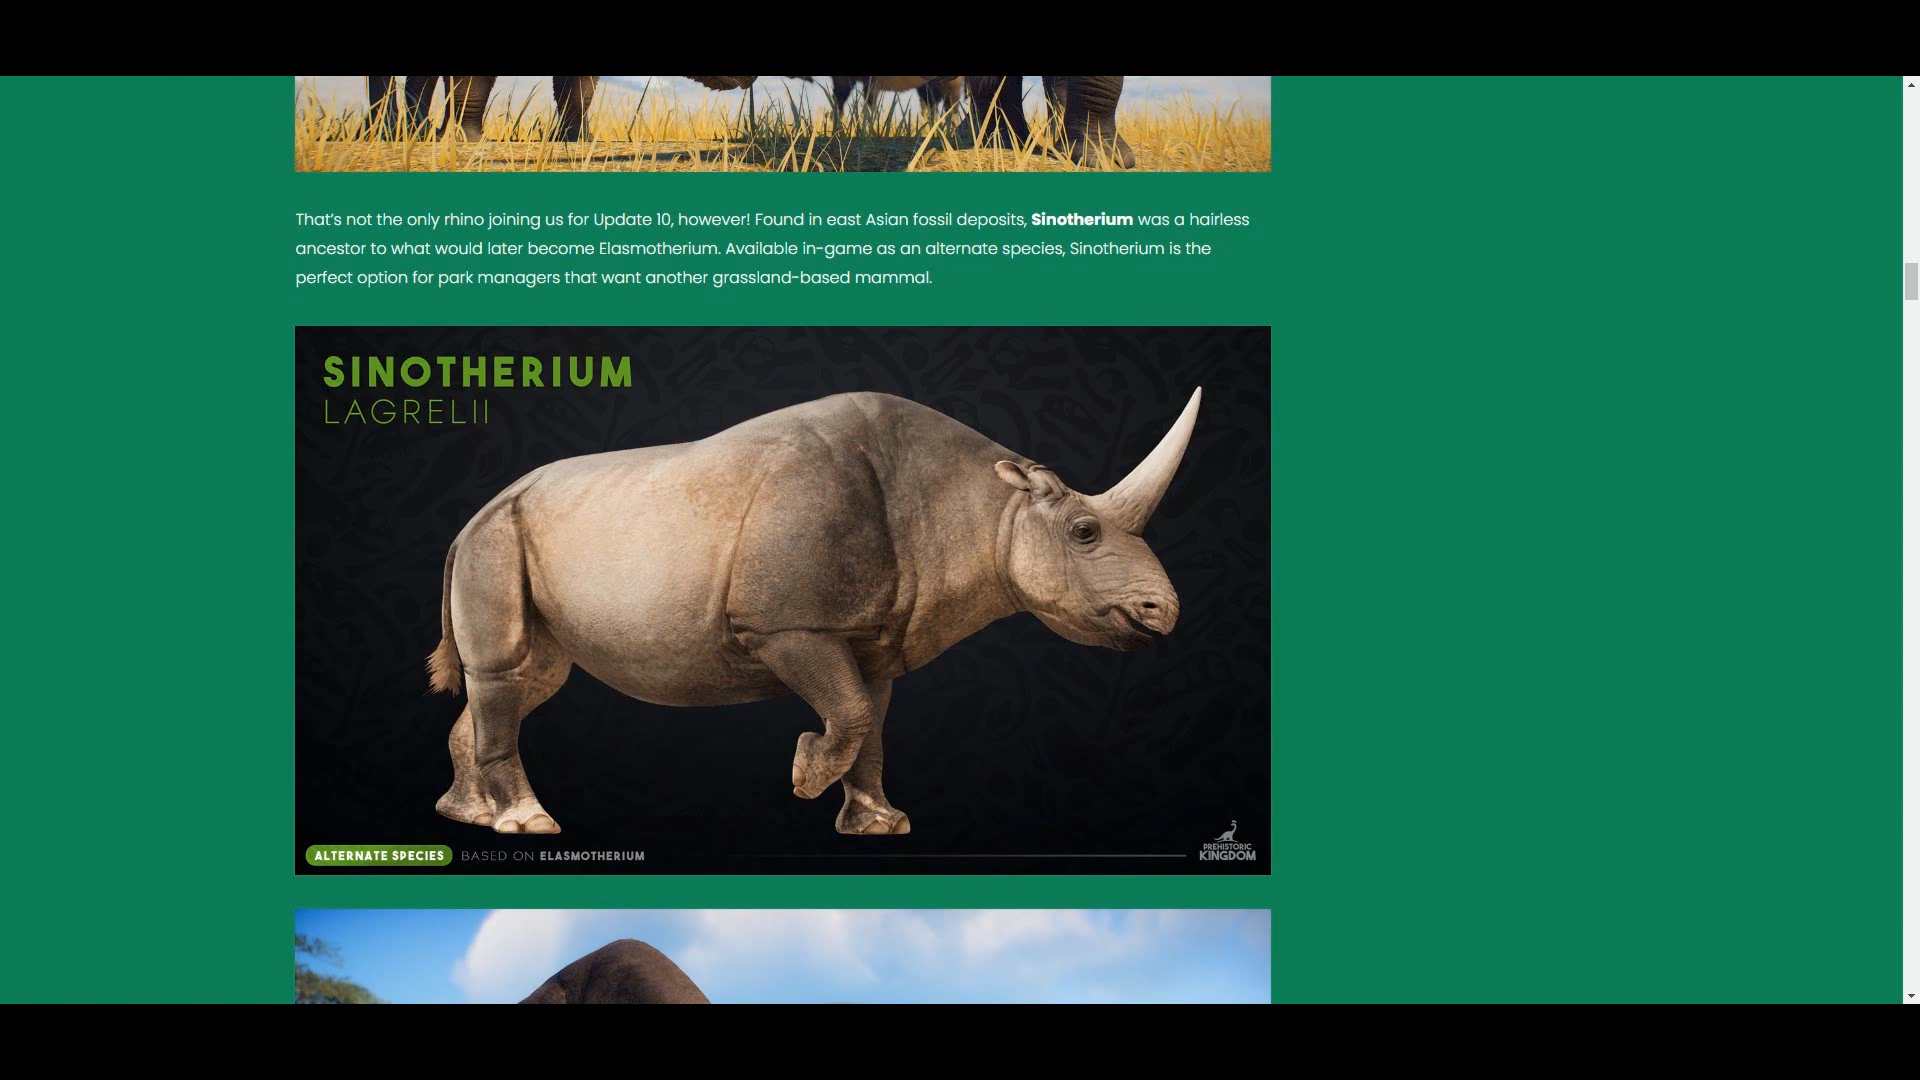 That's not the only rhino joining us for Update 10, however! Found in east Asian fossil deposits, Sinotherium was a hairless
ancestor to what would later become Elasmotherium. Available in-game as an alternate species, Sinotherium is the
perfect option for park managers that want another grassland-based mammal.
SINOTHERIUM
LAGRELII
ALTERNATE SPECIES BASED ON ELASMOTHERIUM
PREHISTORIC
KINGDOM